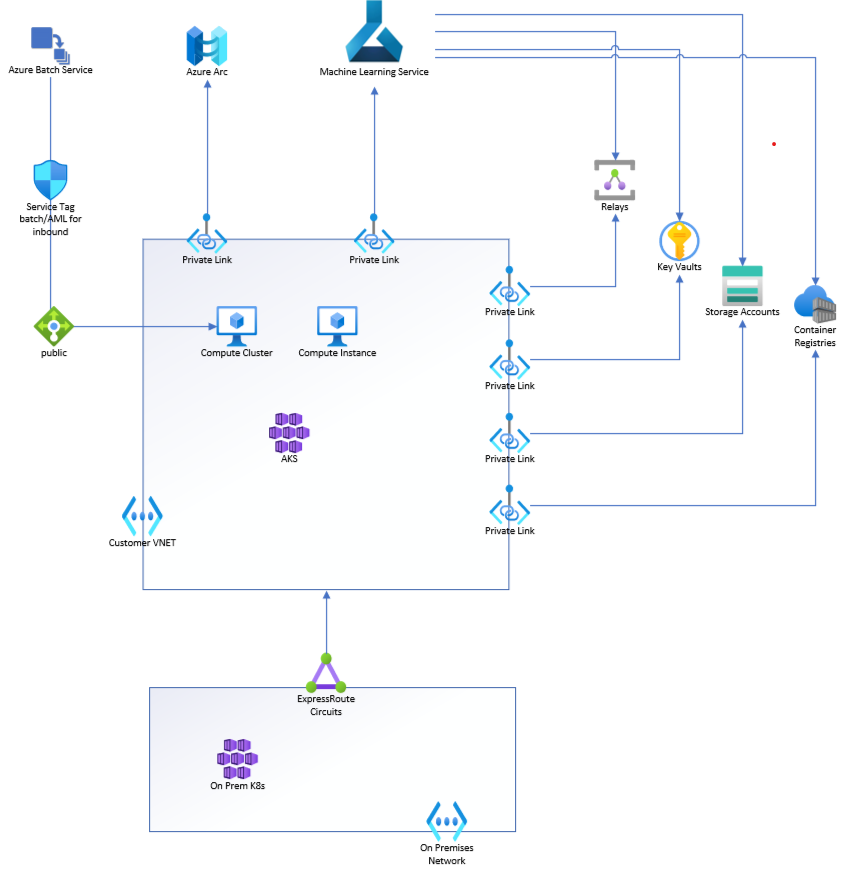 Azure Batch Service
Azure Arc
Machine Learning Service
Service Tag
batch/AML for
inbound
Relays
Private Link
Private Link
Key Vaults
Private Link
Storage Accounts
Container
Registries
public
Compute Cluster
Compute Instance
Private Link
AKS
Private Link
Private Link
Customer VNET
ExpressRoute
Circuits
On Prem K8s
On Premises
Network